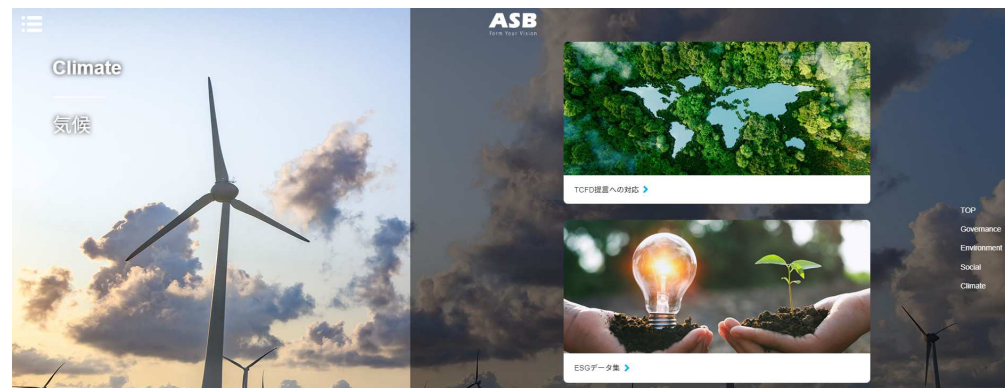 Climate
気候
ASB
Form Your Vision
TCFD提言への対応
ESGデータ集
TOP
Governance
Environment
Social
Climate